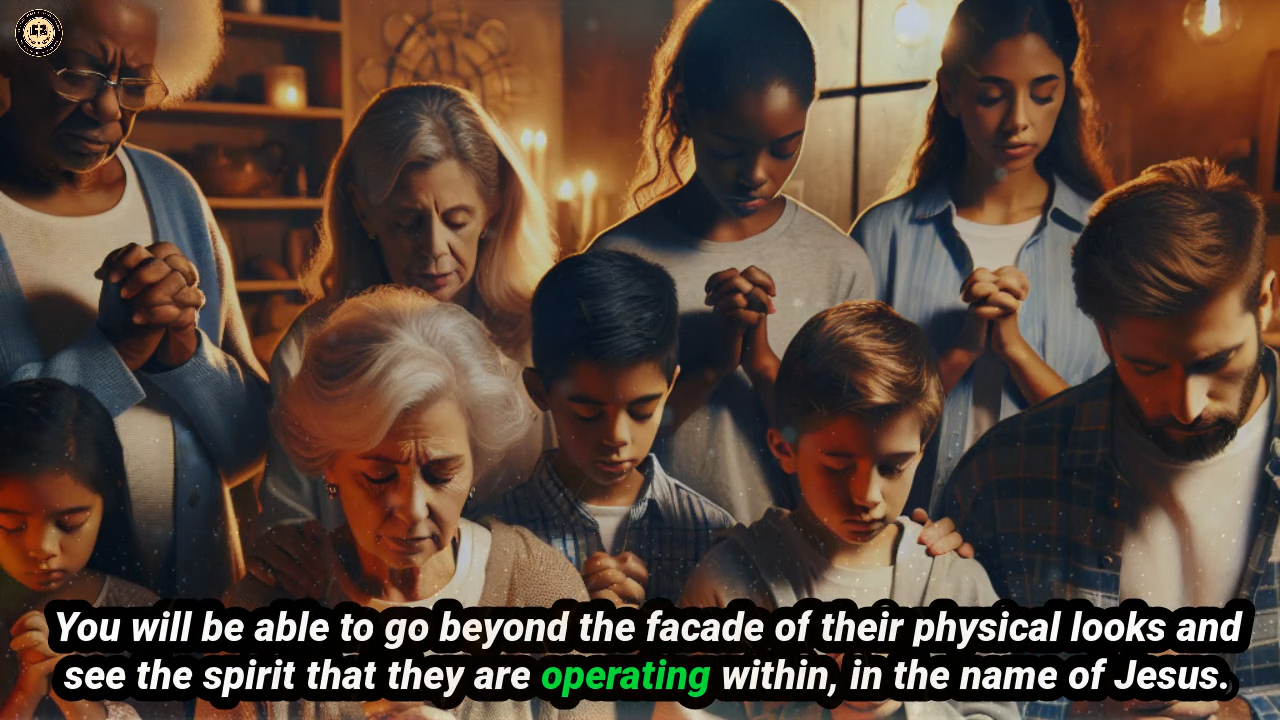 You will be able to go beyond the facade of their physical looks and
see the spirit that they are operating within, in the name of Jesus.